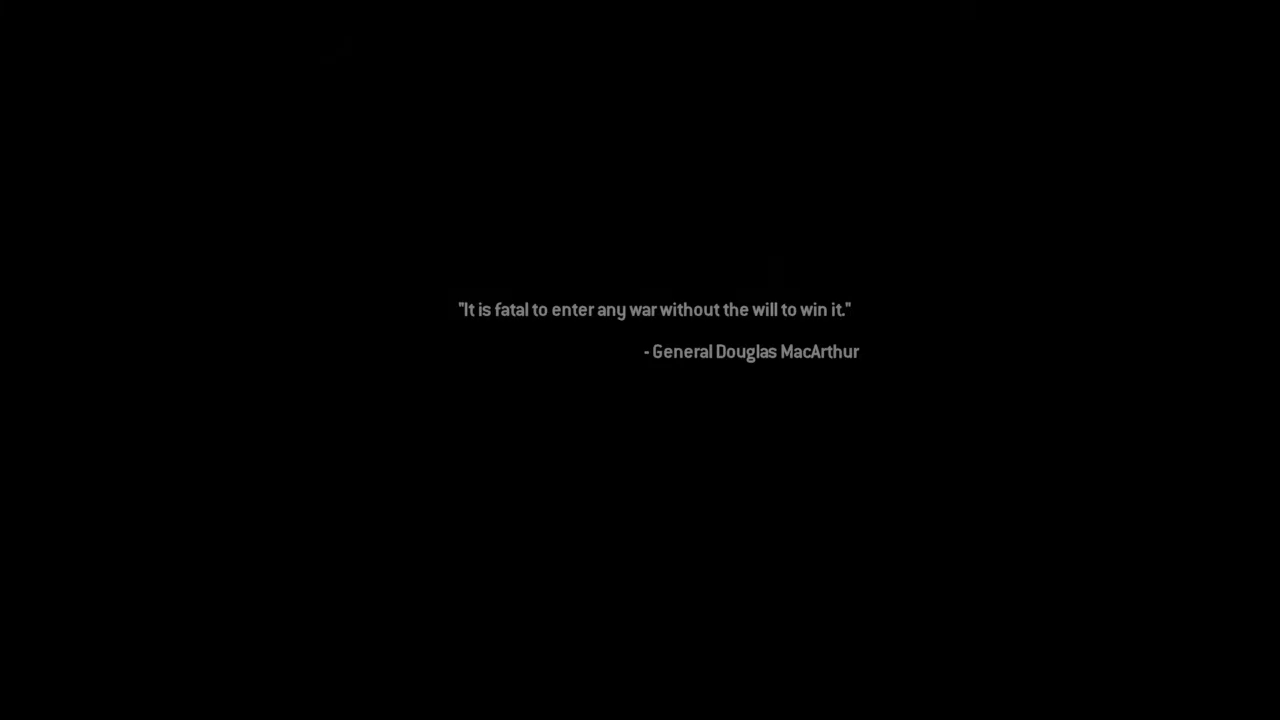 "It is fatal to enter any war without the will to win it."
- General Douglas MacArthur